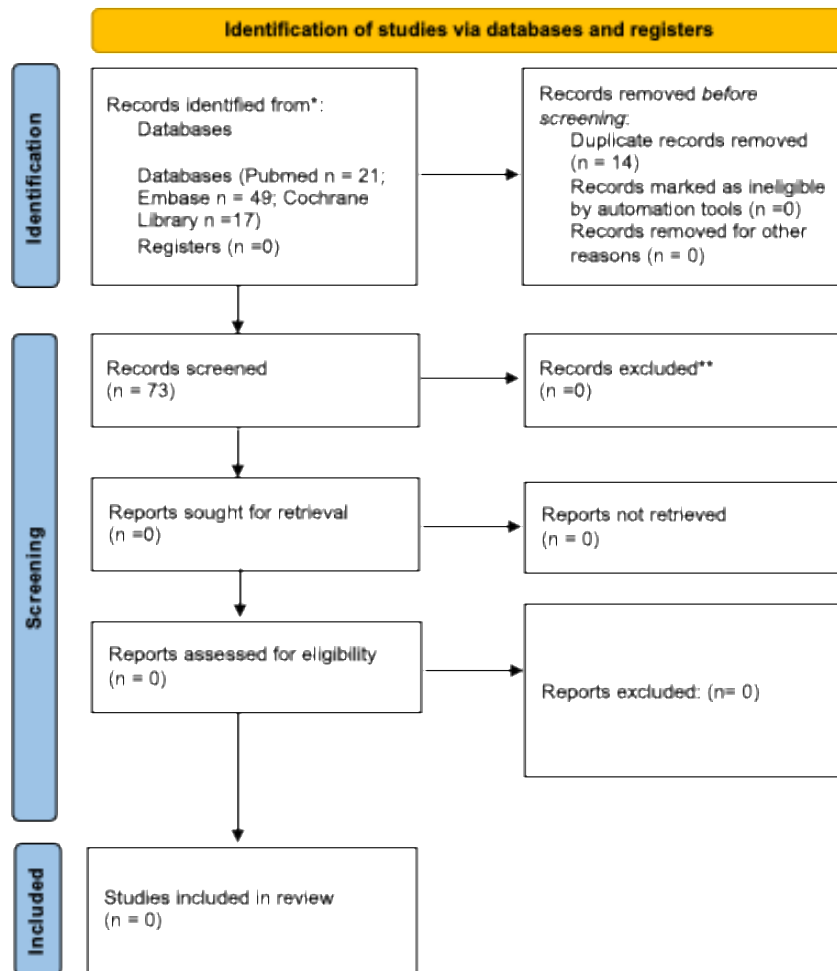 Identification of studies via databases and registers
Identification
Records identified from*:
Databases
Databases (Pubmed n = 21;
Embase n = 49; Cochrane
Library n =17)
Registers (n =0)
Records removed before
screening:
Duplicate records removed
(n = 14)
Records marked as ineligible
by automation tools (n =0)
Records removed for other
reasons (n = 0)
Screening
Records screened
(n = 73)
Records excluded**
(n =0)
Reports sought for retrieval
(n =0)
Reports not retrieved
(n = 0)
Reports assessed for eligibility
(n = 0)
Reports excluded: (n= 0)
Included
Studies included in review
(n = 0)